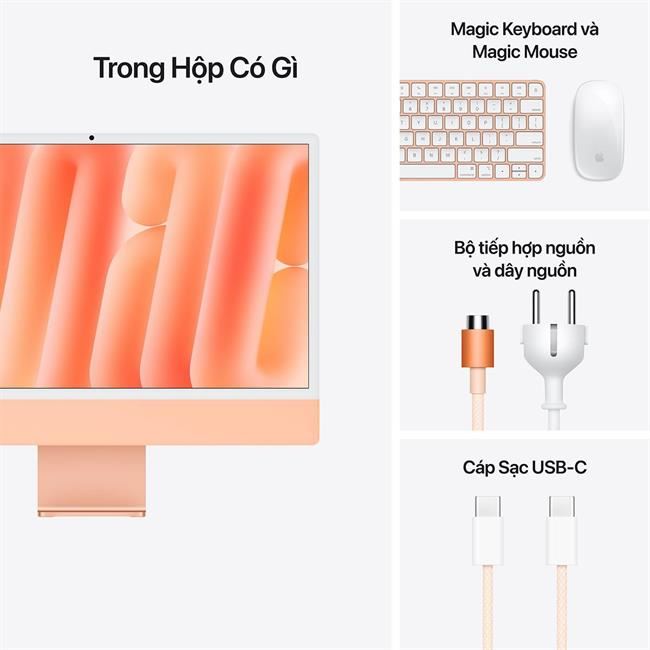 Trong Hộp Có Gì
Magic Keyboard và
Magic Mouse
Bộ tiếp hợp nguồn
và dây nguồn
Cáp Sạc USB-C